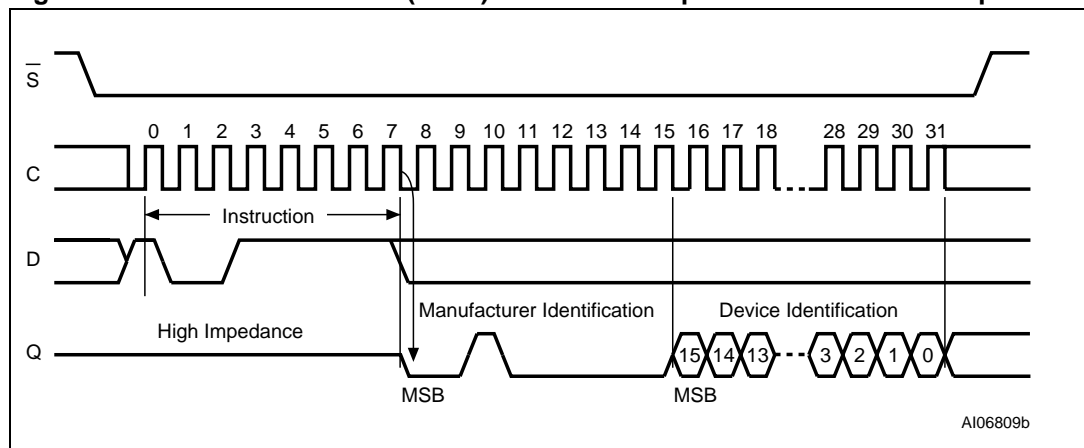 S
0 1 2 3 4 5 6 7 8 9 10 11 12 13 14 15 16 17 18 28 29 30 31
C
Instruction
D
Manufacturer Identification Device Identification
High Impedance
Q
15 14 13 3 2 1 0
MSB MSB
AI06809b